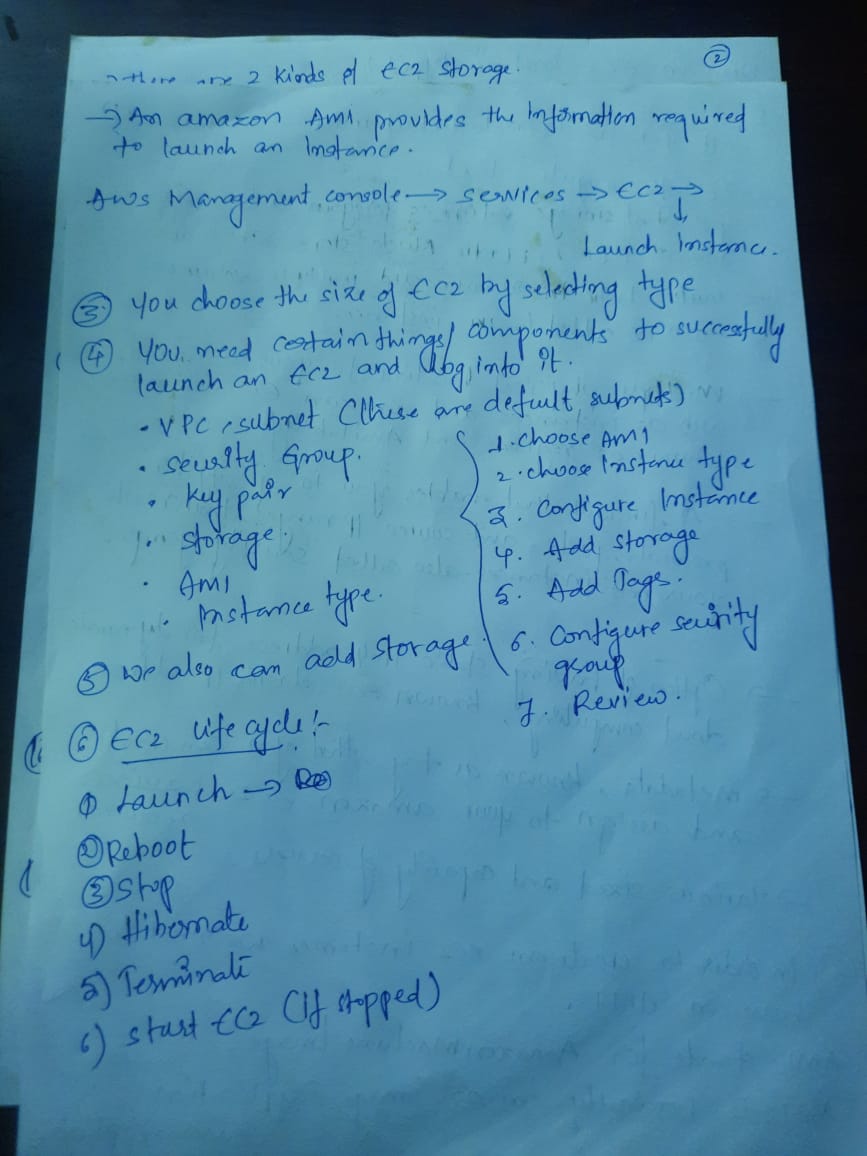 ②
there are 2 kinds of EC2 storage.
→ An amazon AMI provides the information required
to launch an Instance.
Aws Management console → services → EC2 →
↓
Launch Instance.
③ you choose the size of EC2 by selecting type
④ You need certain things/components to successfully
launch an EC2 and log into it.
• VPC, subnet (these are default subnets)
• Security Group.
• Key pair
• Storage.
• AMI
• Instance type.
1. choose AMI
2. choose Instance type
3. Configure Instance
4. Add storage
5. Add Tags.
6. Configure security
group
7. Review.
⑤ we also can add storage.
⑥ EC2 Life cycle :-
① Launch →
② Reboot
③ Stop
4) Hibernate
5) Terminate
6) Start EC2 (If stopped)